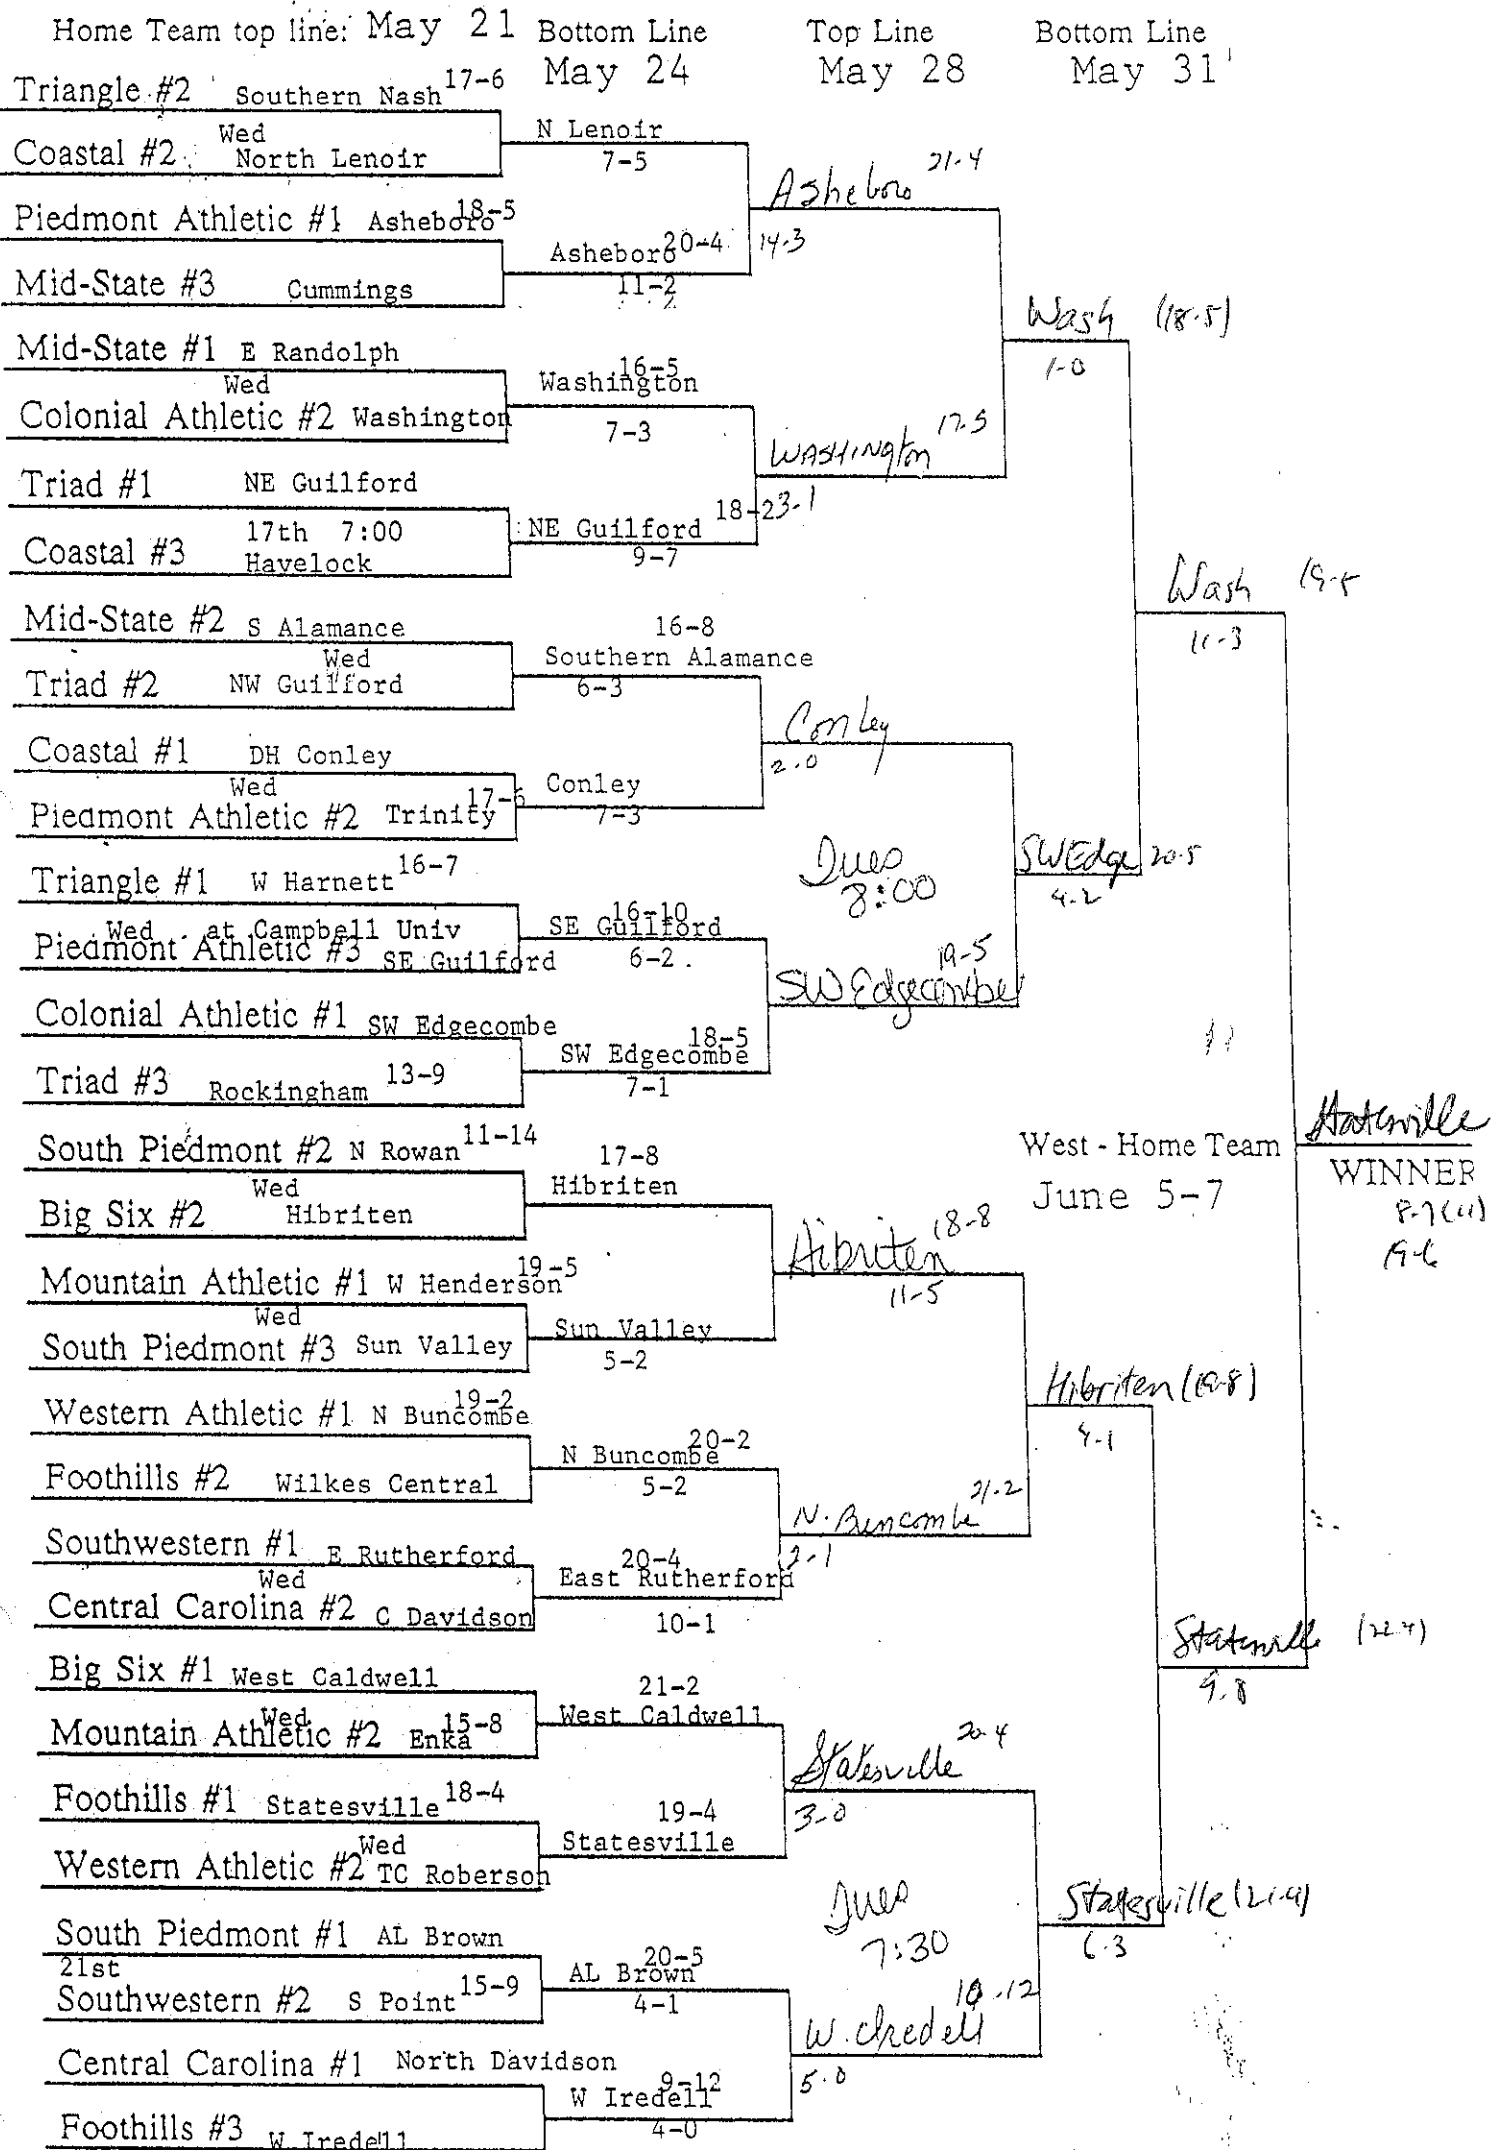 Home Team top line: May 21 Bottom Line Top Line Bottom Line
May 24 May 28 May 31
Triangle #2 Southern Nash 17-6
Wed
Coastal #2 North Lenoir
N Lenoir
7-5
Piedmont Athletic #1 Asheboro 18-5
Mid-State #3 Cummings
Asheboro 20-4
11-2
Asheboro 21-4
14-3
Mid-State #1 E Randolph
Wed
Colonial Athletic #2 Washington
Washington 16-5
7-3
Triad #1 NE Guilford
17th 7:00
Coastal #3 Havelock
NE Guilford 18-2
9-7
Washington 17-5
3-1
Wash (18-5)
1-0
Mid-State #2 S Alamance
Wed
Triad #2 NW Guilford
16-8
Southern Alamance
6-3
Coastal #1 DH Conley
Wed
Piedmont Athletic #2 Trinity 17-6
Conley
7-3
Conley
2-0
Triangle #1 W Harnett 16-7
Wed at Campbell Univ
Piedmont Athletic #3 SE Guilford
SE Guilford 16-10
6-2
Colonial Athletic #1 SW Edgecombe
Triad #3 Rockingham 13-9
SW Edgecombe 18-5
7-1
8:00
SW Edgecombe 19-5
SW Edge 20-5
4-2
Wash 19-5
11-3
South Piedmont #2 N Rowan 11-14
Wed
Big Six #2 Hibriten
17-8
Hibriten
Mountain Athletic #1 W Henderson 19-5
Wed
South Piedmont #3 Sun Valley
Sun Valley
5-2
Hibriten 18-8
11-5
Western Athletic #1 N Buncombe 19-2
Foothills #2 Wilkes Central
N Buncombe 20-2
5-2
Southwestern #1 E Rutherford
Wed
Central Carolina #2 C Davidson
20-4
East Rutherford
10-1
N. Buncombe 21-2
2-1
Hibriten (19-8)
4-1
Big Six #1 West Caldwell
Wed
Mountain Athletic #2 Enka 15-8
21-2
West Caldwell
Foothills #1 Statesville 18-4
Wed
Western Athletic #2 TC Roberson
19-4
Statesville
Statesville 20-4
3-0
South Piedmont #1 AL Brown
21st
Southwestern #2 S Point 15-9
AL Brown 20-5
4-1
Central Carolina #1 North Davidson
Foothills #3 W Iredell
W Iredell 9-12
4-0
7:30
W. Iredell 10-12
5-0
Statesville (21-4)
6-3
Statesville (22-4)
9-8
West - Home Team
June 5-7
Statesville
WINNER
8-7 (11)
19-6